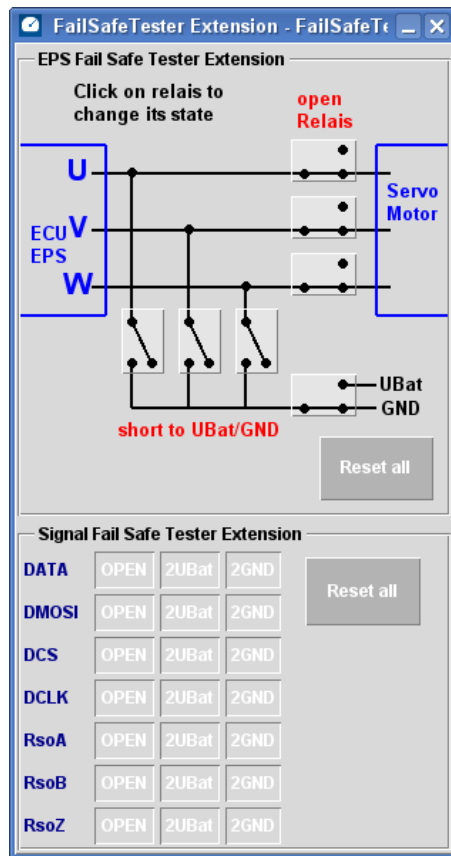 FailSafeTester Extension - FailSafeTe
EPS Fail Safe Tester Extension
Click on relais to
change its state
open
Relais
U
Servo
Motor
V
ECU
EPS
W
UBat
GND
short to UBat/GND
Reset all
Signal Fail Safe Tester Extension
DATA OPEN 2UBat 2GND
Reset all
DMOSI OPEN 2UBat 2GND
DCS OPEN 2UBat 2GND
DCLK OPEN 2UBat 2GND
RsoA OPEN 2UBat 2GND
RsoB OPEN 2UBat 2GND
RsoZ OPEN 2UBat 2GND